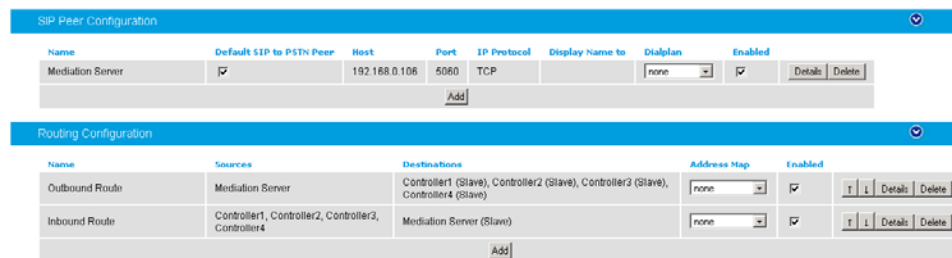 SIP Peer Configuration
Name Default SIP to PSTN Peer Host Port IP Protocol Display Name to Dialplan Enabled
Mediation Server 192.168.0.106 5060 TCP none Details Delete
Add
Routing Configuration
Name Sources Destinations Address Map Enabled
Outbound Route Mediation Server Controller1 (Slave), Controller2 (Slave), Controller3 (Slave), none ↑ ↓ Details Delete
Controller4 (Slave)
Inbound Route Controller1, Controller2, Controller3, Mediation Server (Slave) none ↑ ↓ Details Delete
Controller4
Add